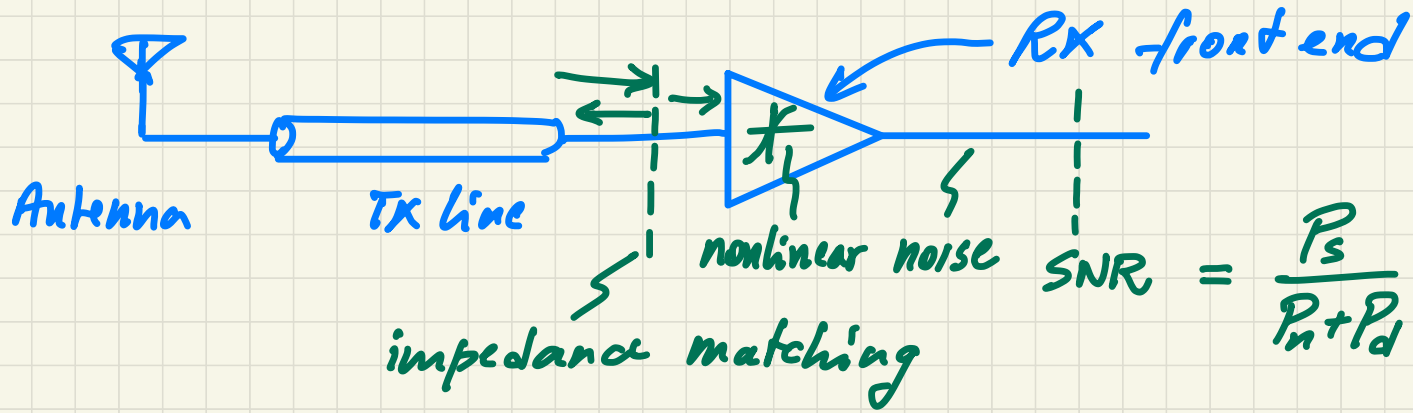 RX front end
Antenna
TX line
nonlinear noise
SNR = Ps / Pn + Pd
impedance matching